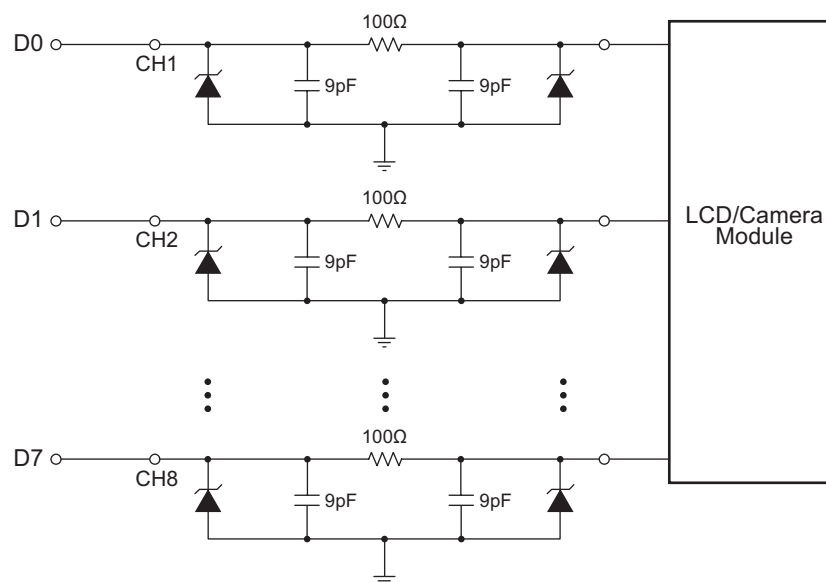 100Ω
D0
CH1
9pF
9pF
100Ω
D1
CH2
9pF
9pF
LCD/Camera
Module
100Ω
D7
CH8
9pF
9pF